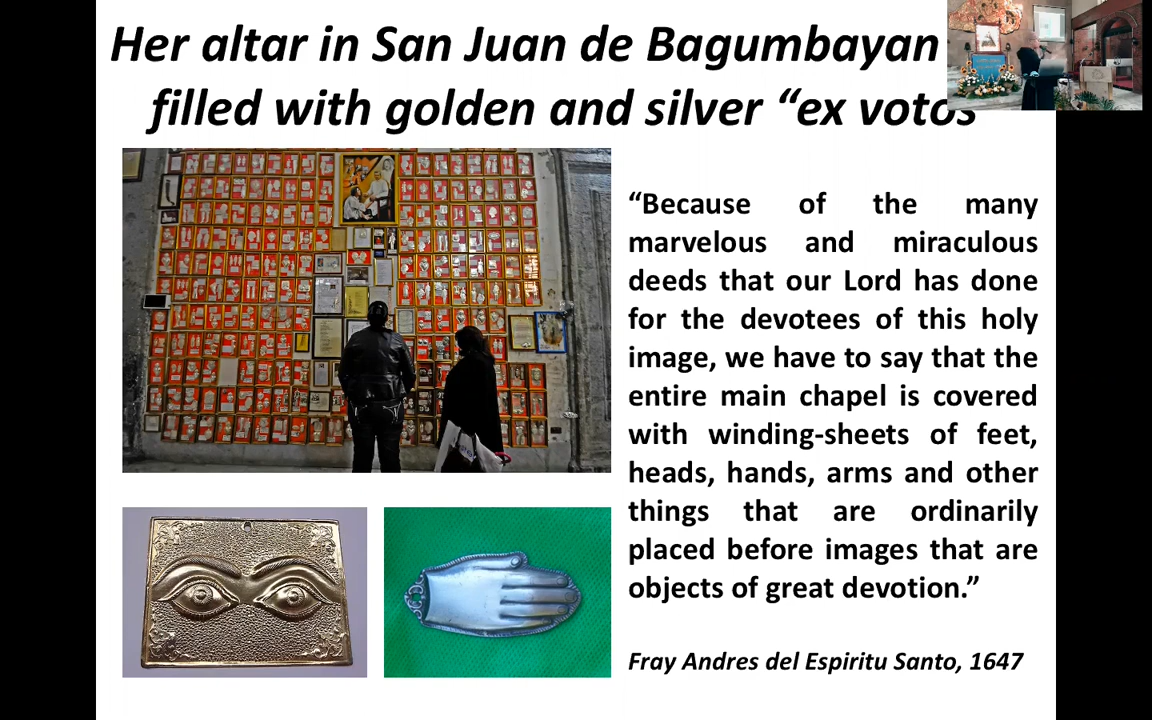 Her altar in San Juan de Bagumbayan
filled with golden and silver “ex votos
“Because of the many
marvelous and miraculous
deeds that our Lord has done
for the devotees of this holy
image, we have to say that the
entire main chapel is covered
with winding-sheets of feet,
heads, hands, arms and other
things that are ordinarily
placed before images that are
objects of great devotion.”
Fray Andres del Espiritu Santo, 1647